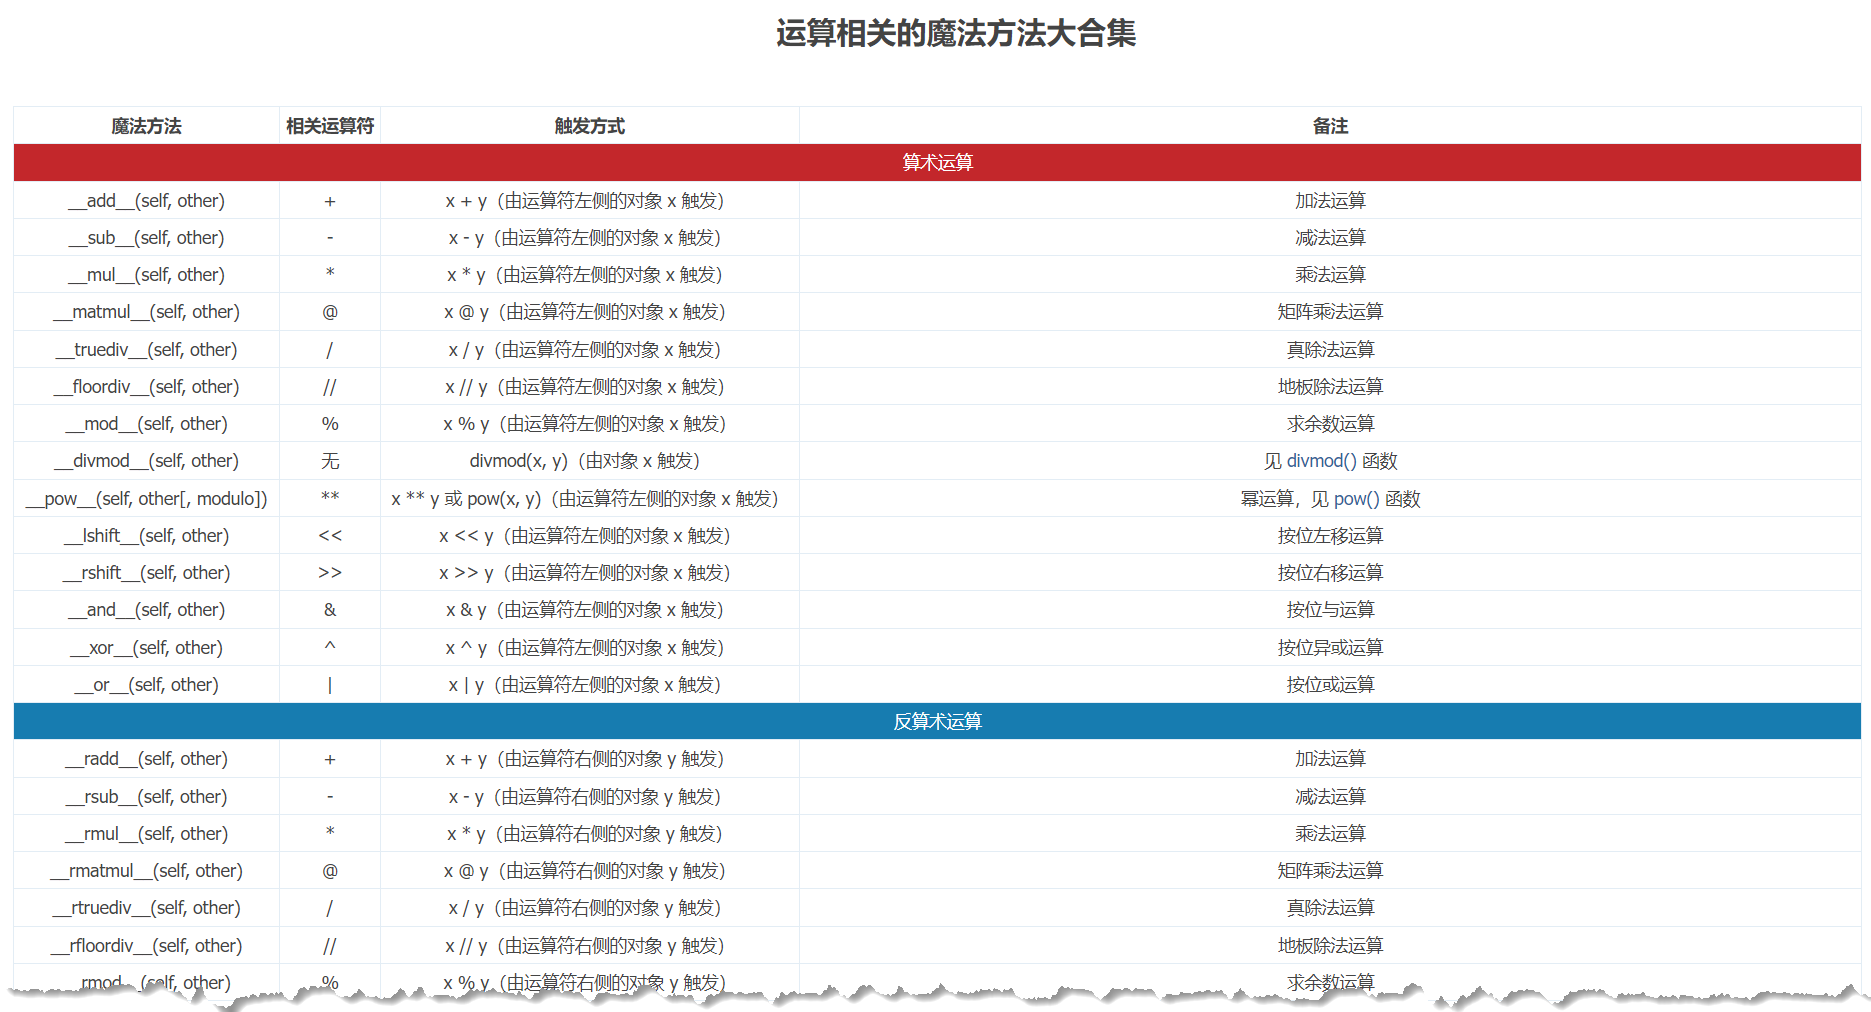 运算相关的魔法方法大合集
魔法方法 相关运算符 触发方式 备注
算术运算
__add__(self, other) + x + y（由运算符左侧的对象 x 触发） 加法运算
__sub__(self, other) - x - y（由运算符左侧的对象 x 触发） 减法运算
__mul__(self, other) * x * y（由运算符左侧的对象 x 触发） 乘法运算
__matmul__(self, other) @ x @ y（由运算符左侧的对象 x 触发） 矩阵乘法运算
__truediv__(self, other) / x / y（由运算符左侧的对象 x 触发） 真除法运算
__floordiv__(self, other) // x // y（由运算符左侧的对象 x 触发） 地板除法运算
__mod__(self, other) % x % y（由运算符左侧的对象 x 触发） 求余数运算
__divmod__(self, other) 无 divmod(x, y)（由对象 x 触发） 见 divmod() 函数
__pow__(self, other[, modulo]) ** x ** y 或 pow(x, y)（由运算符左侧的对象 x 触发） 幂运算，见 pow() 函数
__lshift__(self, other) << x << y（由运算符左侧的对象 x 触发） 按位左移运算
__rshift__(self, other) >> x >> y（由运算符左侧的对象 x 触发） 按位右移运算
__and__(self, other) & x & y（由运算符左侧的对象 x 触发） 按位与运算
__xor__(self, other) ^ x ^ y（由运算符左侧的对象 x 触发） 按位异或运算
__or__(self, other) | x | y（由运算符左侧的对象 x 触发） 按位或运算
反算术运算
__radd__(self, other) + x + y（由运算符右侧的对象 y 触发） 加法运算
__rsub__(self, other) - x - y（由运算符右侧的对象 y 触发） 减法运算
__rmul__(self, other) * x * y（由运算符右侧的对象 y 触发） 乘法运算
__rmatmul__(self, other) @ x @ y（由运算符右侧的对象 y 触发） 矩阵乘法运算
__rtruediv__(self, other) / x / y（由运算符右侧的对象 y 触发） 真除法运算
__rfloordiv__(self, other) // x // y（由运算符右侧的对象 y 触发） 地板除法运算
__rmod__(self, other) % x % y（由运算符右侧的对象 y 触发） 求余数运算